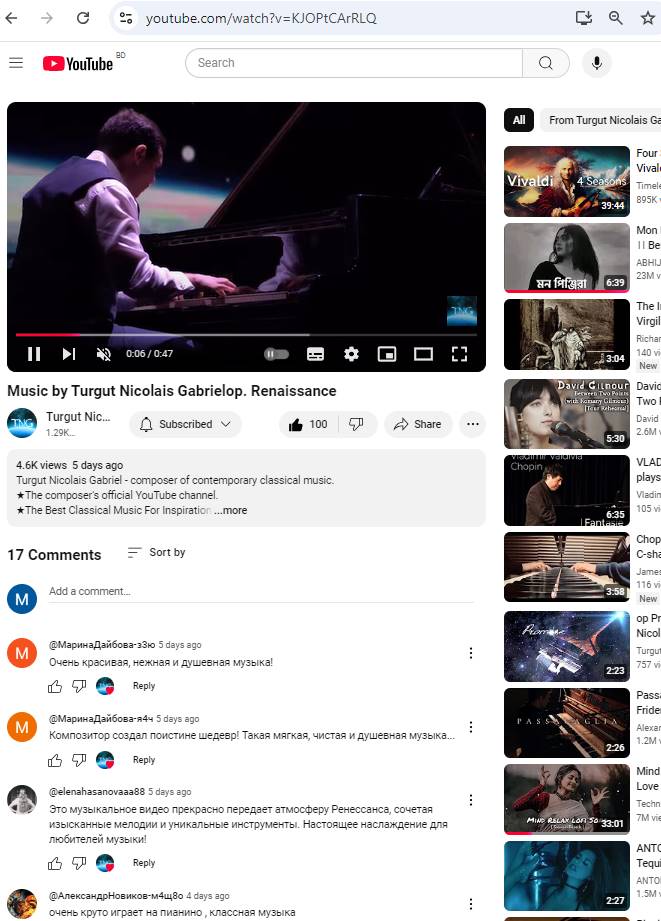 youtube.com/watch?v=KJOPtCArRLQ
YouTube BD
Search
TNG
0:06 / 0:47
Music by Turgut Nicolais Gabrielop. Renaissance
TNG
Turgut Nic...
1.29K...
Subscribed
100
Share
4.6K views 5 days ago
Turgut Nicolais Gabriel - composer of contemporary classical music.
★The composer's official YouTube channel.
★The Best Classical Music For Inspiration ...more
17 Comments
Sort by
M
Add a comment...
M
@МаринаДайбова-з3ю 5 days ago
Очень красивая, нежная и душевная музыка!
Reply
M
@МаринаДайбова-я4ч 5 days ago
Композитор создал поистине шедевр! Такая мягкая, чистая и душевная музыка...
Reply
@elenahasanovaaa88 5 days ago
Это музыкальное видео прекрасно передает атмосферу Ренессанса, сочетая
изысканные мелодии и уникальные инструменты. Настоящее наслаждение для
любителей музыки!
Reply
@АлександрНовиков-м4щ8о 4 days ago
очень круто играет на пианино , классная музыка
All
From Turgut Nicolais Ga
Vivaldi 4 Seasons
39:44
Four
Vival
Timele
895K v
মন পিঞ্জিরা
6:39
Mon
|| Be
ABHIJ
23M v
3:04
The I
Virgil
Richar
140 vi
New
David Gilmour
Between Two Points
(with Romany Gilmour)
[Tour Rehearsal]
5:30
David
Two P
David
2.6M v
Vladimir Valdivia
Chopin
Fantasie
6:35
VLAD
plays
Vladin
105 vi
3:58
Chop
C-sha
James
116 vi
New
2:23
op Pr
Nicol
Turgut
757 vi
PASSACAGLIA
2:26
Passa
Frider
Alexar
1.2M v
Mind Relax Lofi So
33:01
Mind
Love
Techn
7M vie
2:27
ANTO
Tequi
ANTO
1.5M v